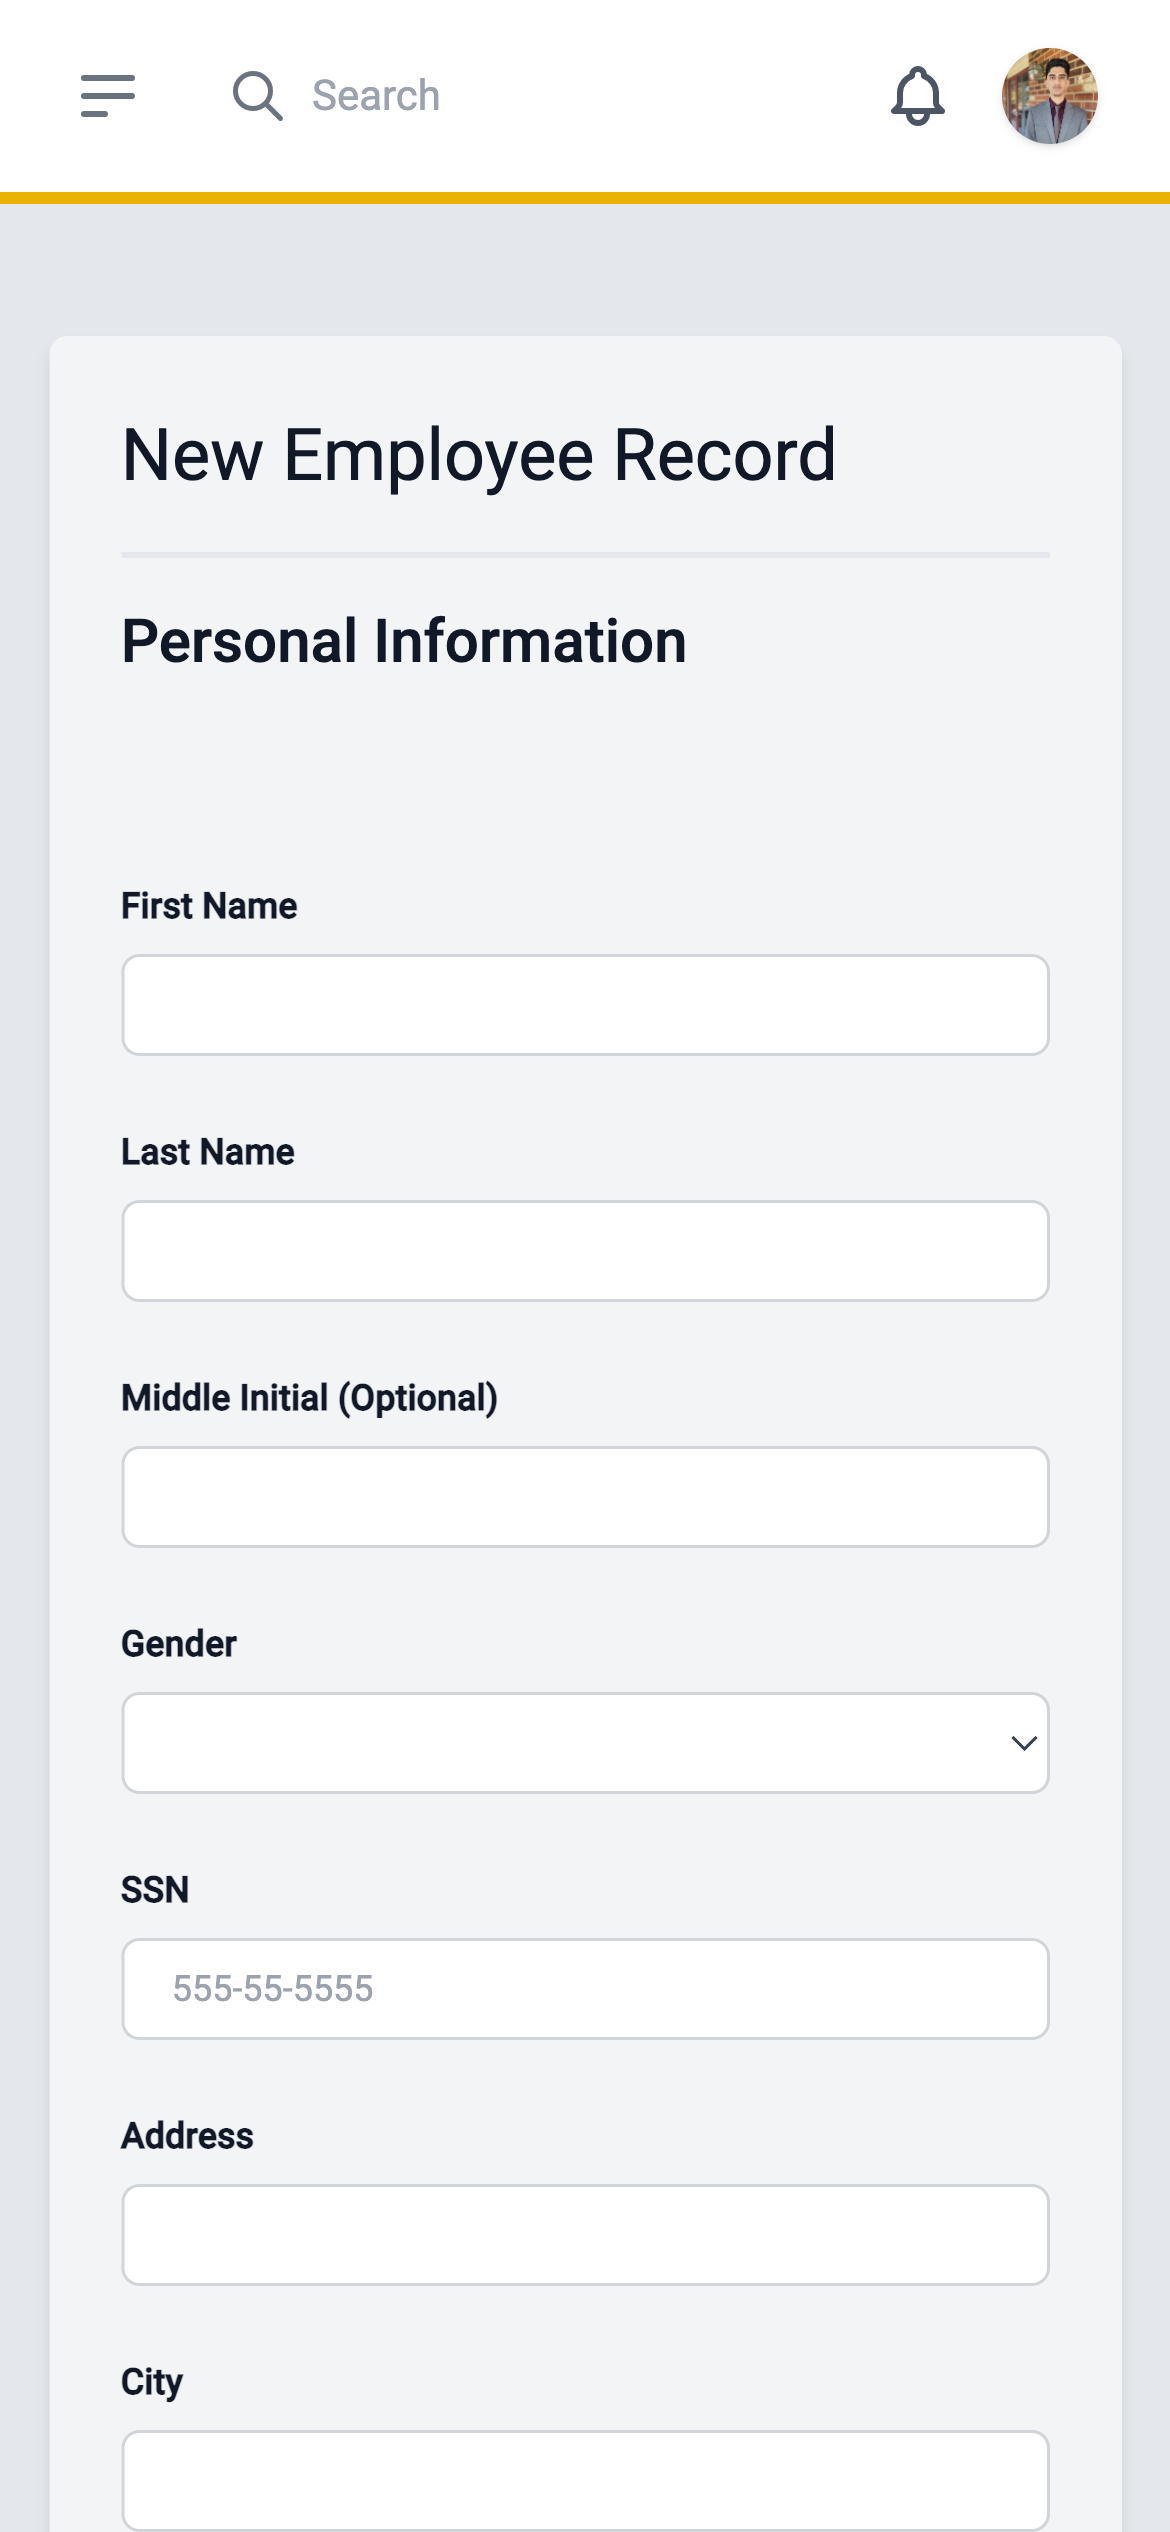 Search
New Employee Record
Personal Information
First Name
Last Name
Middle Initial (Optional)
Gender
SSN
555-55-5555
Address
City